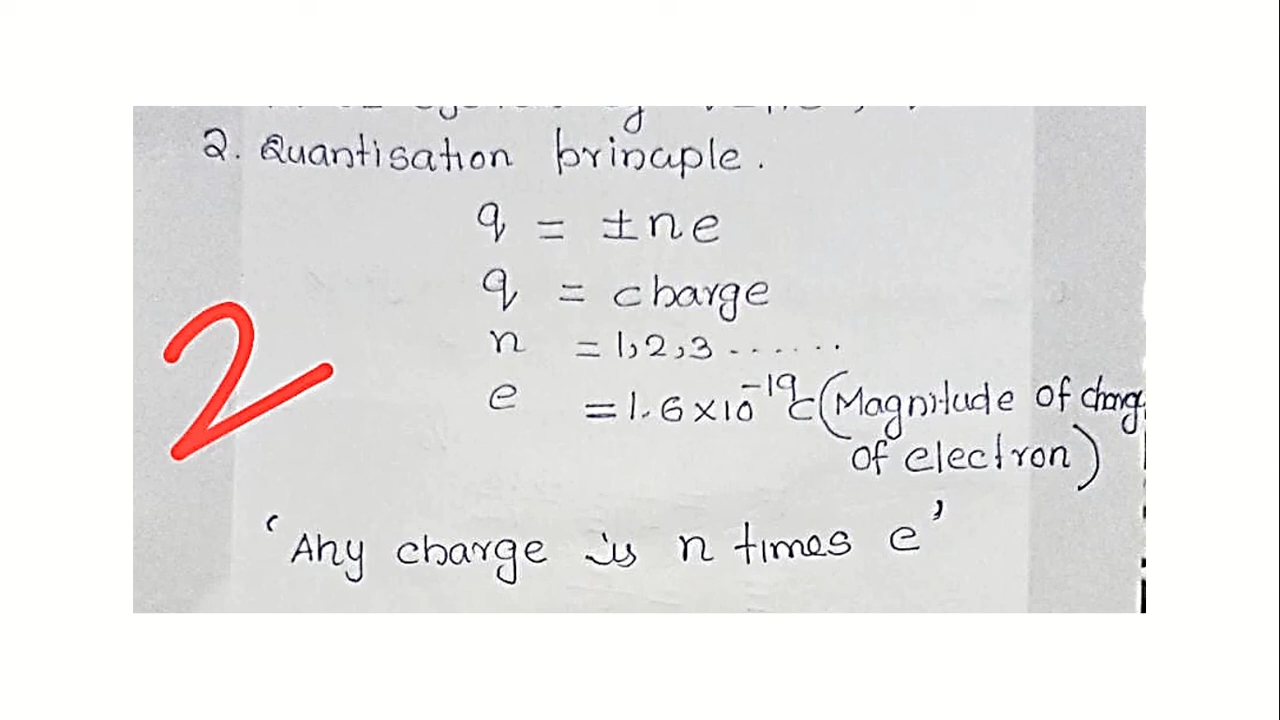 2. Quantisation principle.
q = ±ne
q = charge
n = 1,2,3 .......
e = 1.6×10⁻¹⁹c (Magnitude of charge
of electron)
2
'Any charge is n times e'